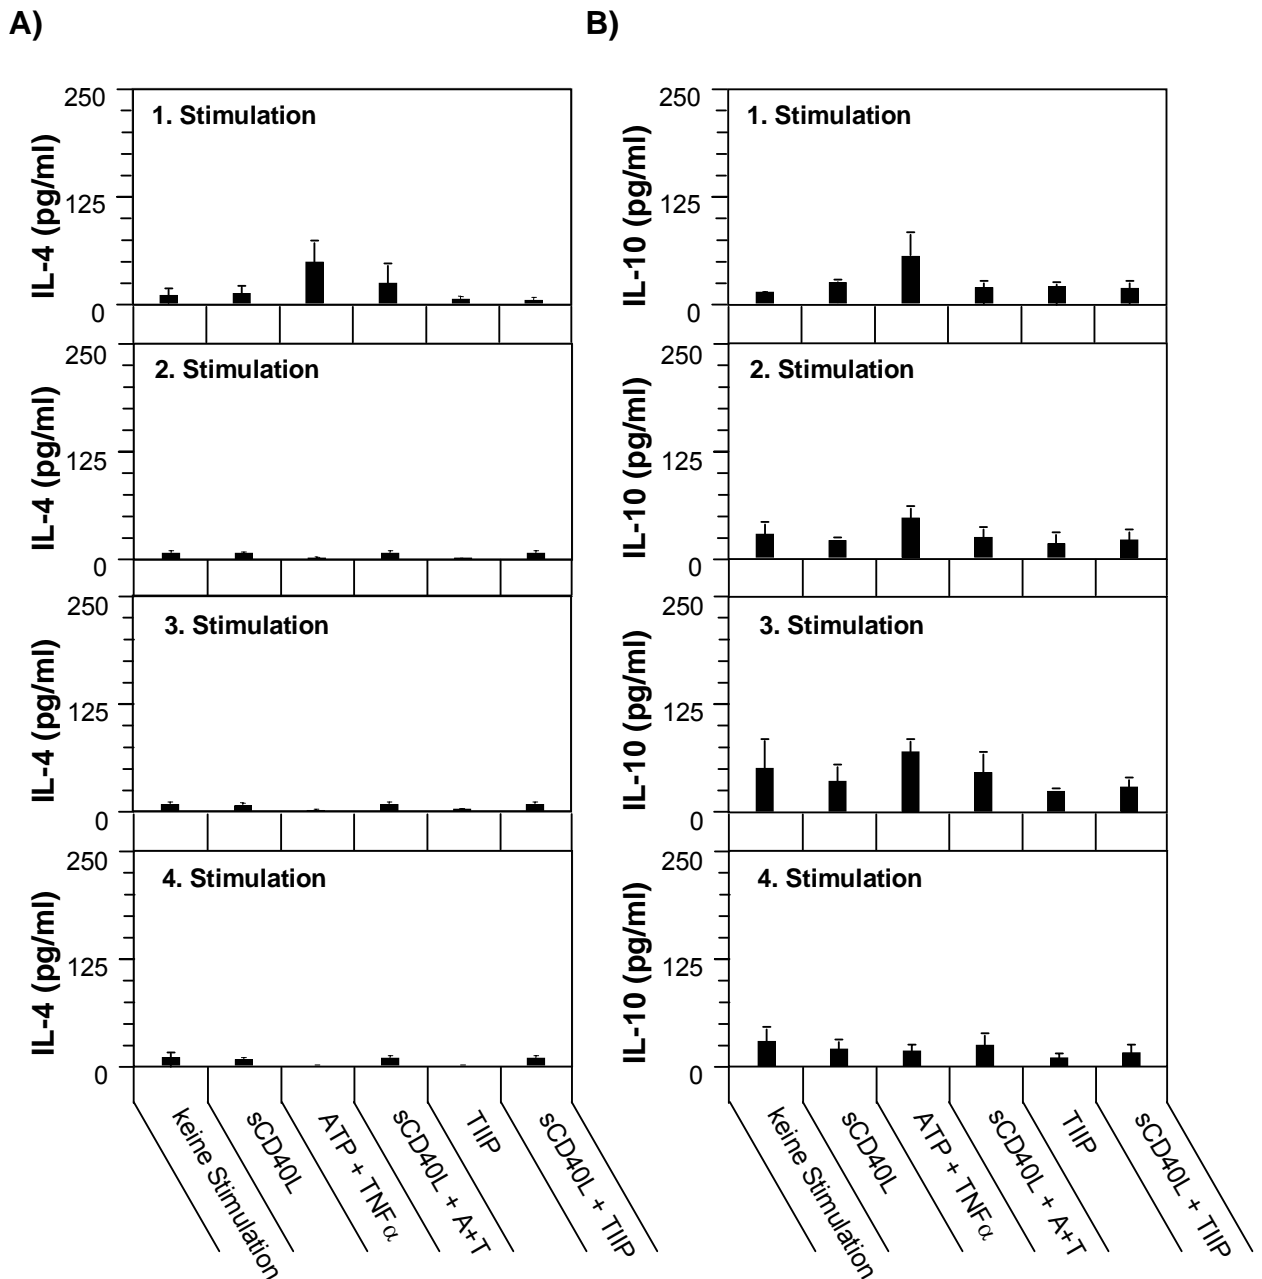 A)
B)
250
1. Stimulation
125
0
IL-4 (pg/ml)
250
2. Stimulation
125
0
IL-4 (pg/ml)
250
3. Stimulation
125
0
IL-4 (pg/ml)
250
4. Stimulation
125
0
IL-4 (pg/ml)
keine Stimulation
sCD40L
ATP + TNFα
sCD40L + A+T
TIIP
sCD40L + TIIP
250
1. Stimulation
125
0
IL-10 (pg/ml)
250
2. Stimulation
125
0
IL-10 (pg/ml)
250
3. Stimulation
125
0
IL-10 (pg/ml)
250
4. Stimulation
125
0
IL-10 (pg/ml)
keine Stimulation
sCD40L
ATP + TNFα
sCD40L + A+T
TIIP
sCD40L + TIIP